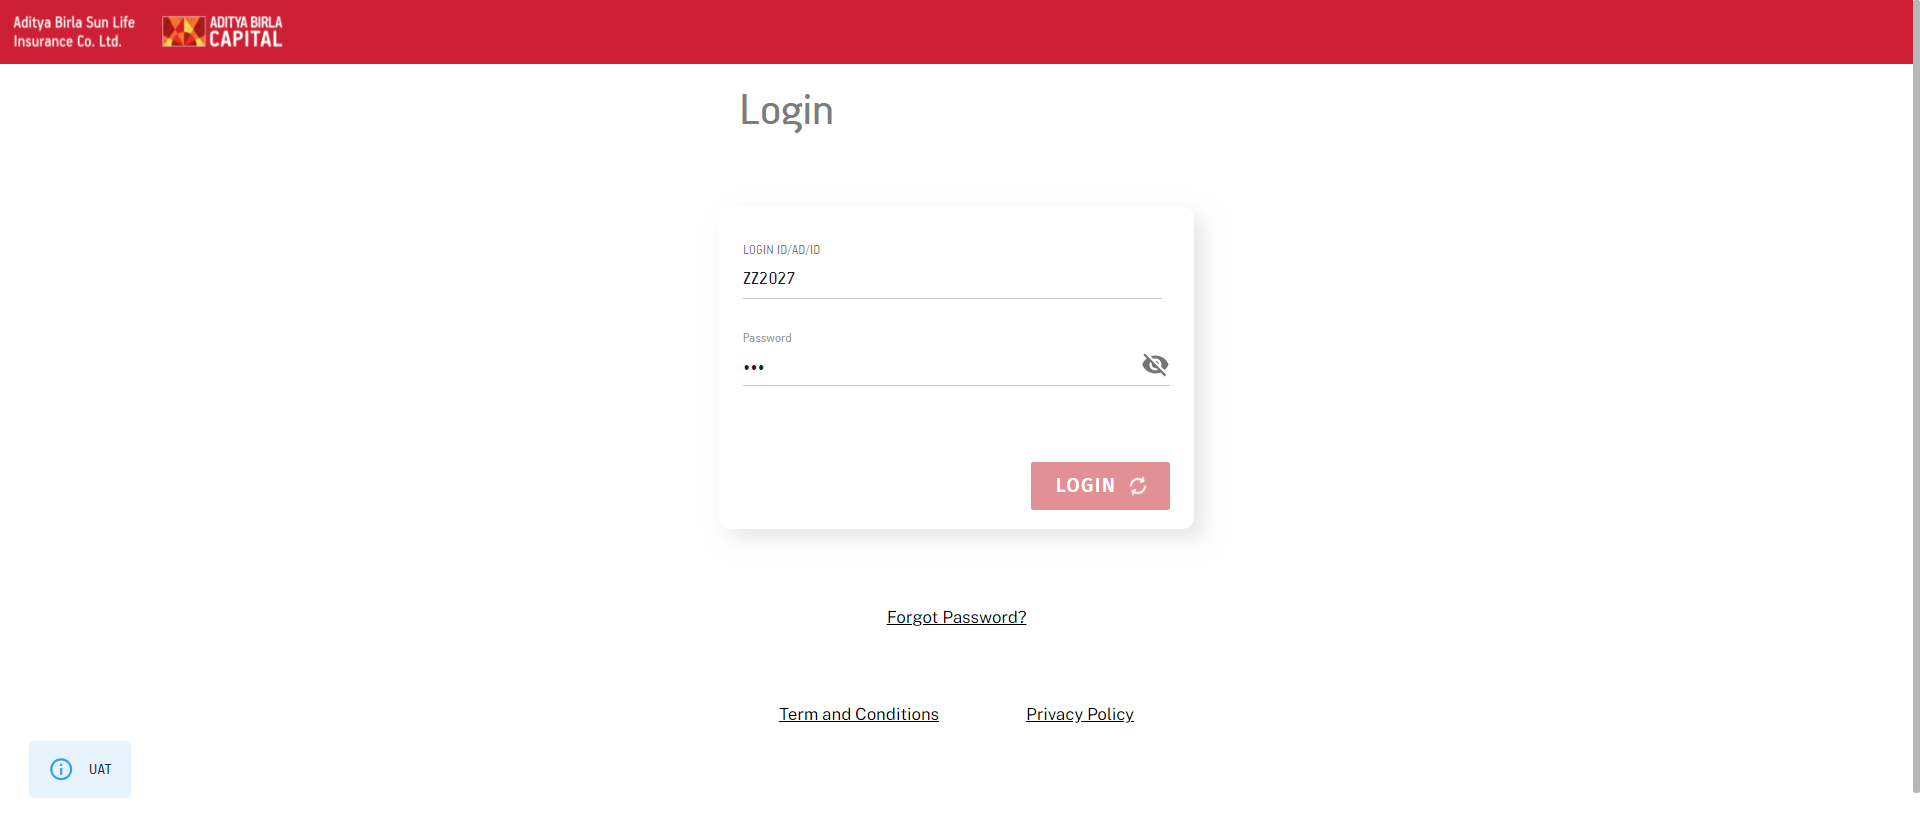 Aditya Birla Sun Life
Insurance Co. Ltd.
ADITYA BIRLA
CAPITAL
Login
LOGIN ID/AD/ID
ZZ2027
Password
•••
LOGIN
Forgot Password?
Term and Conditions
Privacy Policy
UAT